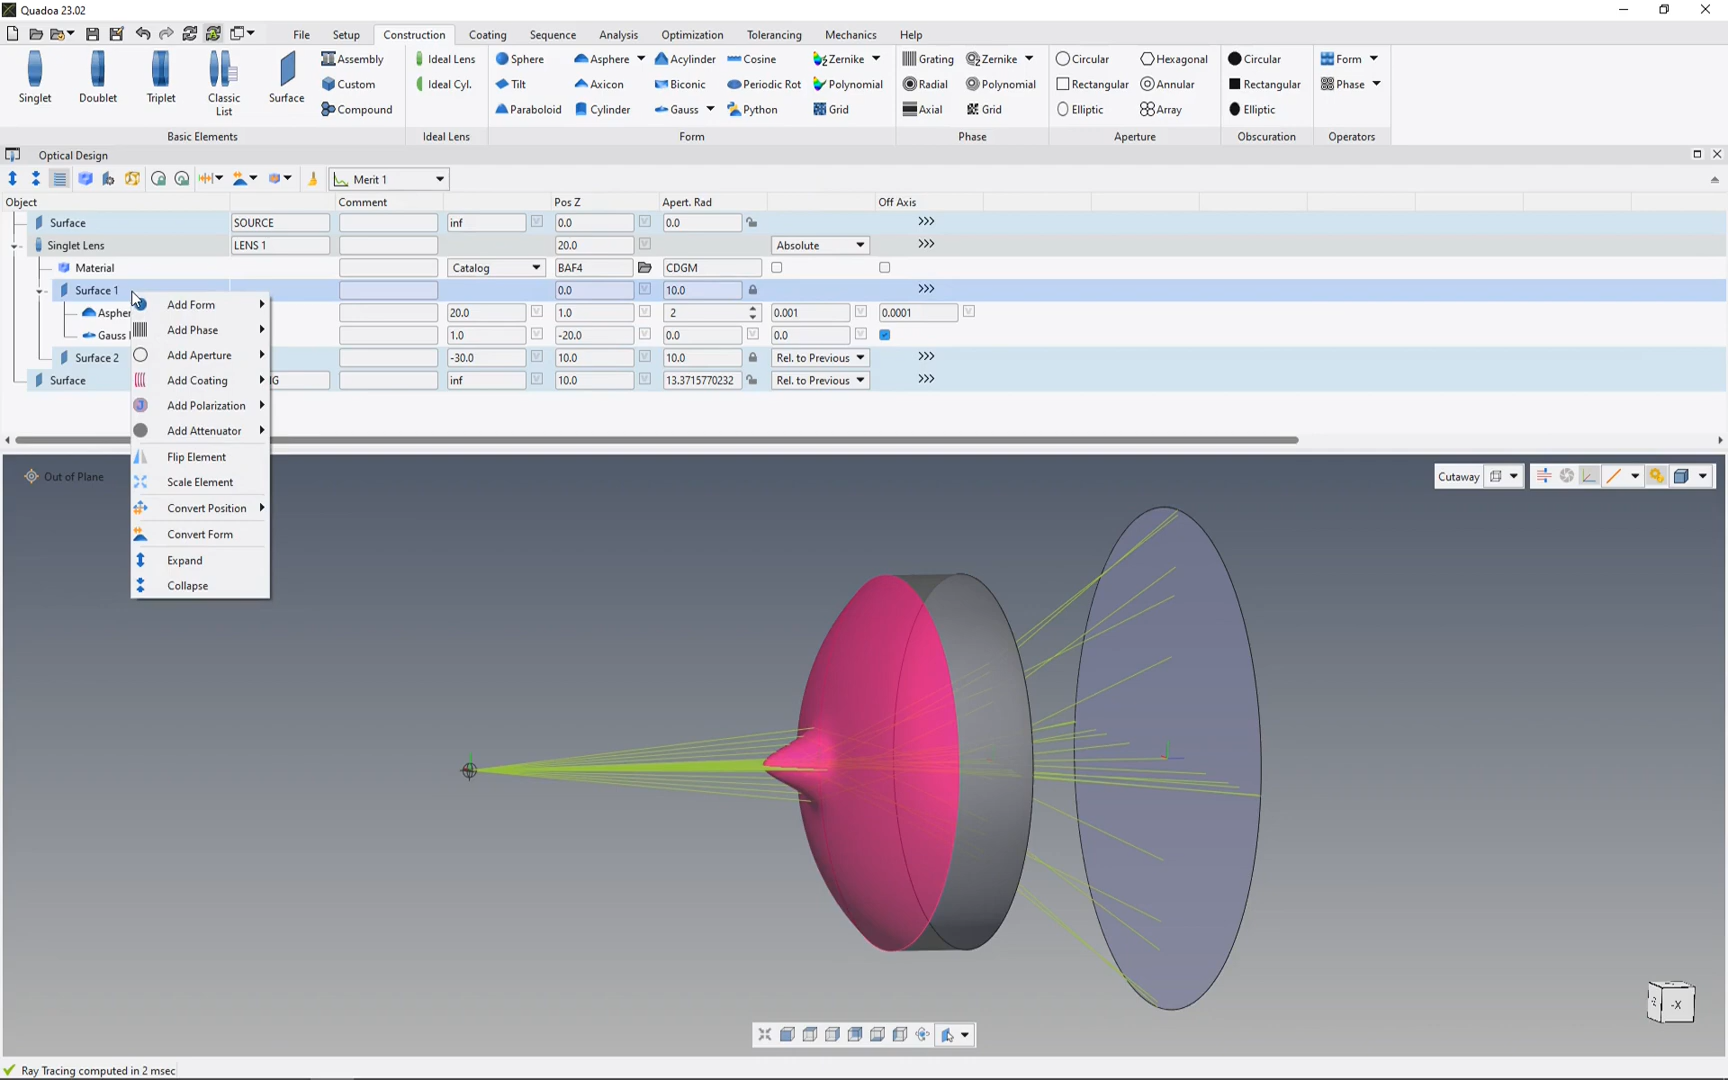 Quadoa 23.02
File Setup Construction Coating Sequence Analysis Optimization Tolerancing Mechanics Help
Singlet Doublet Triplet Classic List Surface
Assembly
Custom
Compound
Basic Elements
Ideal Lens
Ideal Cyl.
Ideal Lens
Sphere Asphere Acylinder Cosine Zernike
Tilt Axicon Biconic Periodic Rot Polynomial
Paraboloid Cylinder Gauss Python Grid
Form
Grating Zernike
Radial Polynomial
Axial Grid
Phase
Circular Hexagonal
Rectangular Annular
Elliptic Array
Aperture
Circular
Rectangular
Elliptic
Obscuration
Form
Phase
Operators
Optical Design
Merit 1
Object Comment Pos Z Apert. Rad Off Axis
Surface SOURCE inf 0.0 0.0 >>>
Singlet Lens LENS 1 20.0 Absolute >>>
Material Catalog BAF4 CDGM
Surface 1 0.0 10.0 >>>
Aspher 20.0 1.0 2 0.001 0.0001
Gauss 1.0 -20.0 0.0 0.0
Surface 2 -30.0 10.0 10.0 Rel. to Previous >>>
Surface G inf 10.0 13.3715770232 Rel. to Previous >>>
Add Form
Add Phase
Add Aperture
Add Coating
Add Polarization
Add Attenuator
Flip Element
Scale Element
Convert Position
Convert Form
Expand
Collapse
Out of Plane
Cutaway
-X
Ray Tracing computed in 2 msec